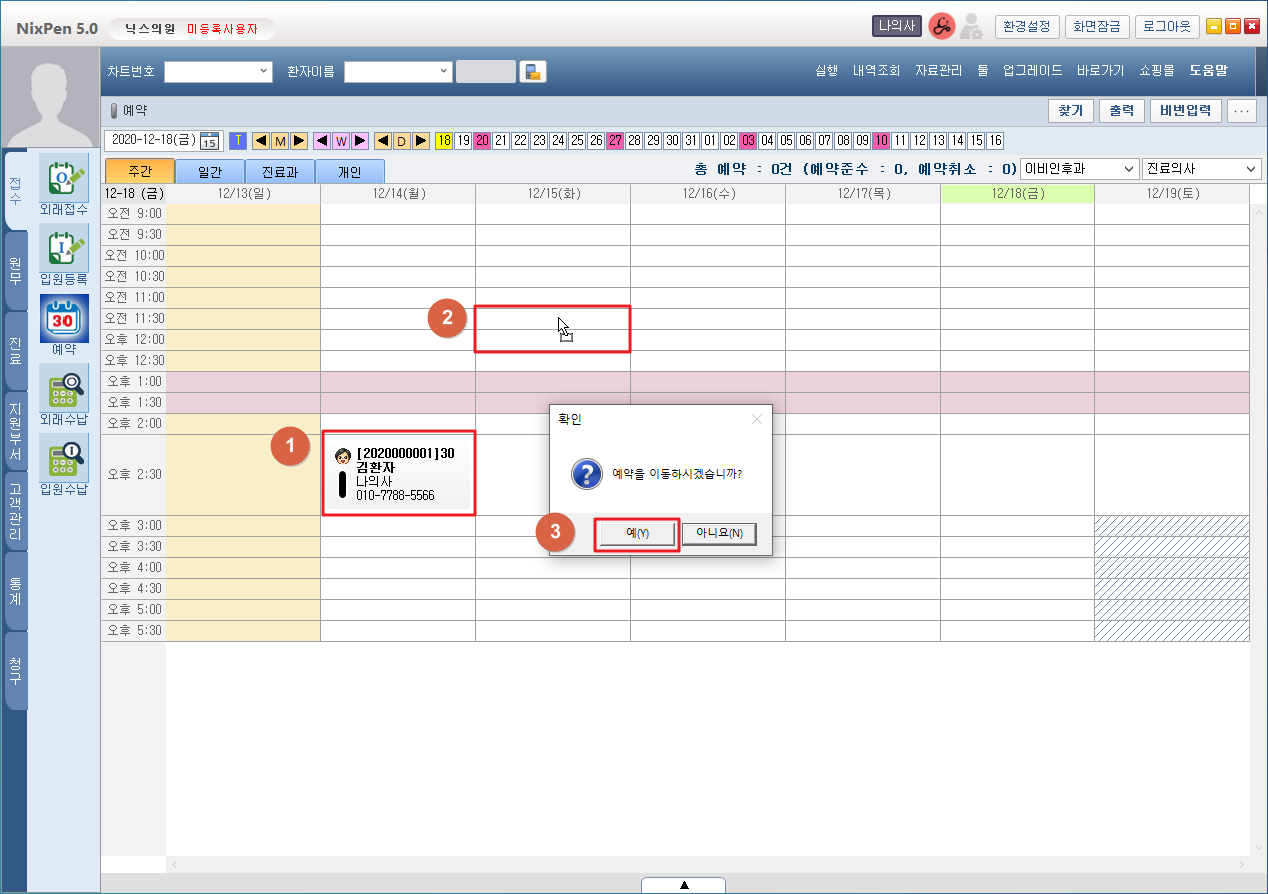 NixPen 5.0 닉스의원 미등록사용자 나의사 환경설정 화면잠금 로그아웃
차트번호 환자이름 실행 내역조회 자료관리 툴 업그레이드 바로가기 쇼핑몰 도움말
예약 찾기 출력 비번입력 ...
2020-12-18(금) 15 T ◀ M ▶ ◀ W ▶ ◀ D ▶ 18 19 20 21 22 23 24 25 26 27 28 29 30 31 01 02 03 04 05 06 07 08 09 10 11 12 13 14 15 16
주간 일간 진료과 개인 총 예약 : 0건 (예약준수 : 0, 예약취소 : 0) 이비인후과 진료의사
12-18 (금) 12/13(일) 12/14(월) 12/15(화) 12/16(수) 12/17(목) 12/18(금) 12/19(토)
접수
원무
진료
지원부서
고객관리
통계
청구
O
외래접수
I
입원등록
30
예약
외래수납
I
입원수납
오전 9:00
오전 9:30
오전 10:00
오전 10:30
오전 11:00
오전 11:30
오후 12:00
오후 12:30
오후 1:00
오후 1:30
오후 2:00
오후 2:30
오후 3:00
오후 3:30
오후 4:00
오후 4:30
오후 5:00
오후 5:30
1
[2020000001]30
김환자
나의사
010-7788-5566
2
확인
? 예약을 이동하시겠습니까?
3
예(Y) 아니요(N)